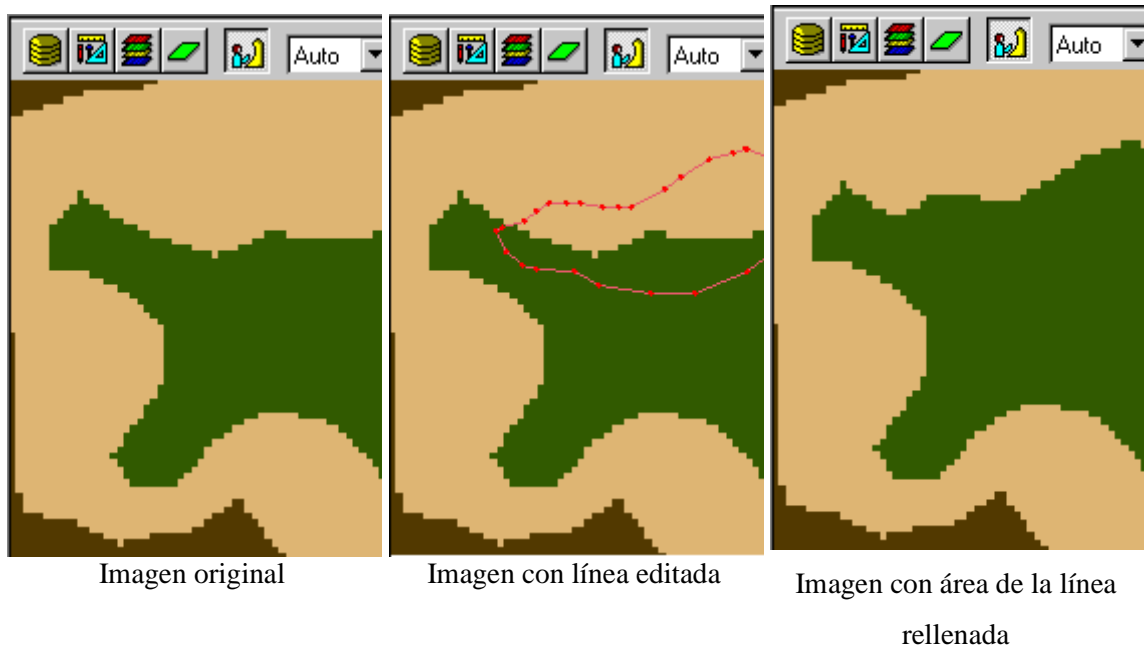 Auto
Auto
Auto
Imagen original
Imagen con línea editada
Imagen con área de la línea
rellenada